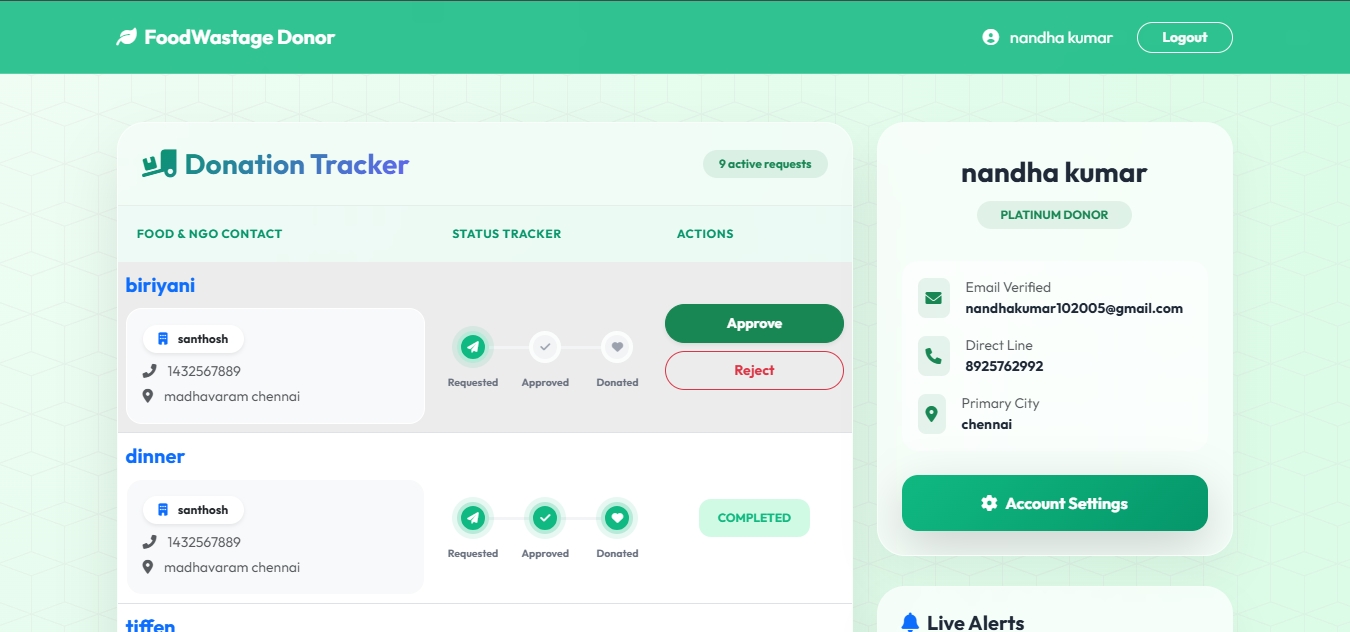 FoodWastage Donor
nandha kumar
Logout
Donation Tracker
9 active requests
FOOD & NGO CONTACT
STATUS TRACKER
ACTIONS
biriyani
santhosh
1432567889
madhavaram chennai
Requested
Approved
Donated
Approve
Reject
dinner
santhosh
1432567889
madhavaram chennai
Requested
Approved
Donated
COMPLETED
tiffen
nandha kumar
PLATINUM DONOR
Email Verified
nandhakumar102005@gmail.com
Direct Line
8925762992
Primary City
chennai
Account Settings
Live Alerts